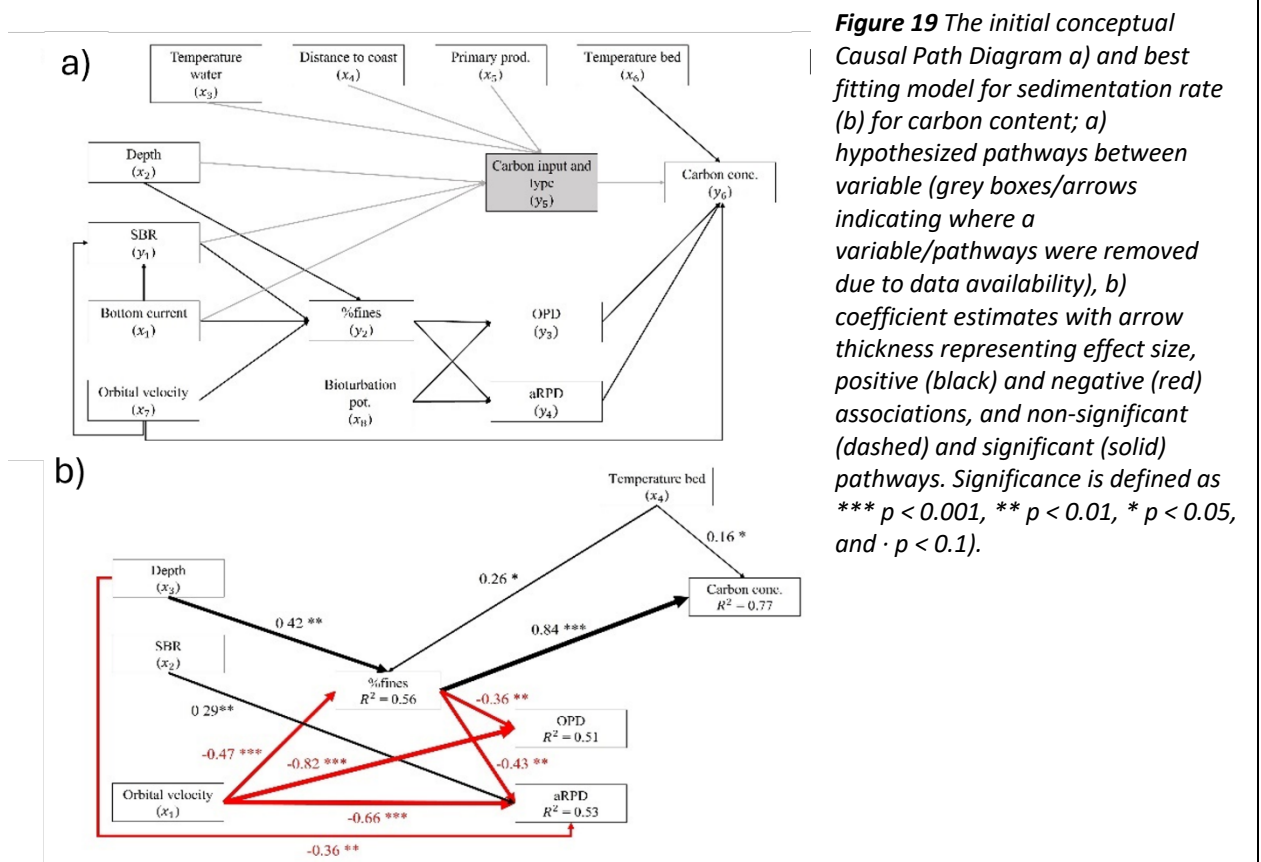 a)
Temperature
water
(x₃)
Distance to coast
(x₄)
Primary prod.
(x₅)
Temperature bed
(x₆)
Depth
(x₂)
Carbon input and
type
(y₅)
Carbon conc.
(y₆)
SBR
(y₁)
Bottom current
(x₁)
%fines
(y₂)
OPD
(y₃)
Orbital velocity
(x₇)
Bioturbation
pot.
(x₈)
aRPD
(y₄)
b)
Temperature bed
(x₄)
0.16 *
0.26 *
Depth
(x₃)
Carbon conc.
R² = 0.77
0.42 **
0.84 ***
SBR
(x₂)
%fines
R² = 0.56
-0.36 **
0.29**
OPD
R² = 0.51
-0.47 ***
-0.82 ***
-0.43 **
Orbital velocity
(x₁)
aRPD
R² = 0.53
-0.66 ***
-0.36 **
Figure 19 The initial conceptual
Causal Path Diagram a) and best
fitting model for sedimentation rate
(b) for carbon content; a)
hypothesized pathways between
variable (grey boxes/arrows
indicating where a
variable/pathways were removed
due to data availability), b)
coefficient estimates with arrow
thickness representing effect size,
positive (black) and negative (red)
associations, and non-significant
(dashed) and significant (solid)
pathways. Significance is defined as
*** p < 0.001, ** p < 0.01, * p < 0.05,
and · p < 0.1).